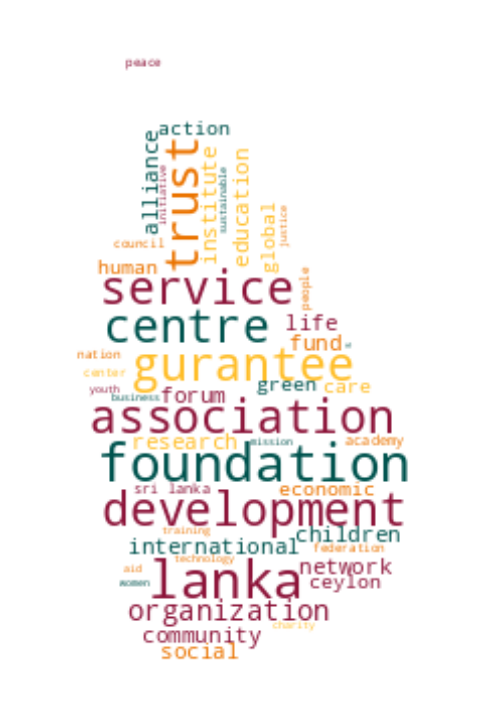 peace
action
alliance
initiative
trust
institute
sustainable
education
global
justice
council
human
people
service
centre
life
fund
nation
gurantee
center
green
care
youth
business
forum
association
research
mission
academy
foundation
sri lanka
economic
development
training
children
international
federation
technology
aid
network
women
lanka
ceylon
organization
charity
community
social